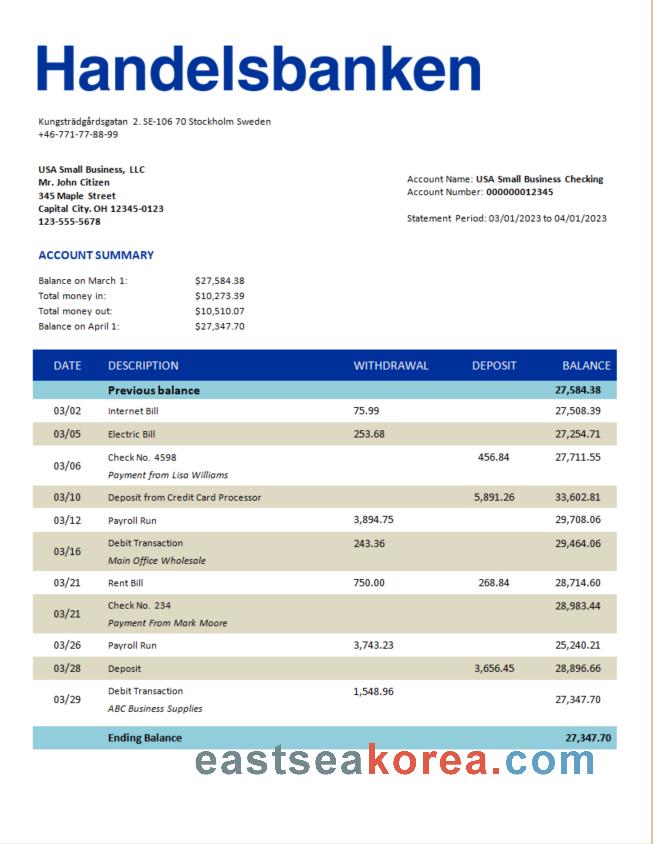 Handelsbanken
Kungsträdgårdsgatan 2. SE-106 70 Stockholm Sweden
+46-771-77-88-99
USA Small Business, LLC
Mr. John Citizen
345 Maple Street
Capital City. OH 12345-0123
123-555-5678
Account Name: USA Small Business Checking
Account Number: 000000012345
Statement Period: 03/01/2023 to 04/01/2023
ACCOUNT SUMMARY
Balance on March 1: $27,584.38
Total money in: $10,273.39
Total money out: $10,510.07
Balance on April 1: $27,347.70
DATE DESCRIPTION WITHDRAWAL DEPOSIT BALANCE
Previous balance 27,584.38
03/02 Internet Bill 75.99 27,508.39
03/05 Electric Bill 253.68 27,254.71
03/06 Check No. 4598 456.84 27,711.55
Payment from Lisa Williams
03/10 Deposit from Credit Card Processor 5,891.26 33,602.81
03/12 Payroll Run 3,894.75 29,708.06
03/16 Debit Transaction 243.36 29,464.06
Main Office Wholesale
03/21 Rent Bill 750.00 268.84 28,714.60
03/21 Check No. 234 28,983.44
Payment From Mark Moore
03/26 Payroll Run 3,743.23 25,240.21
03/28 Deposit 3,656.45 28,896.66
03/29 Debit Transaction 1,548.96 27,347.70
ABC Business Supplies
Ending Balance 27,347.70
eastseakorea.com